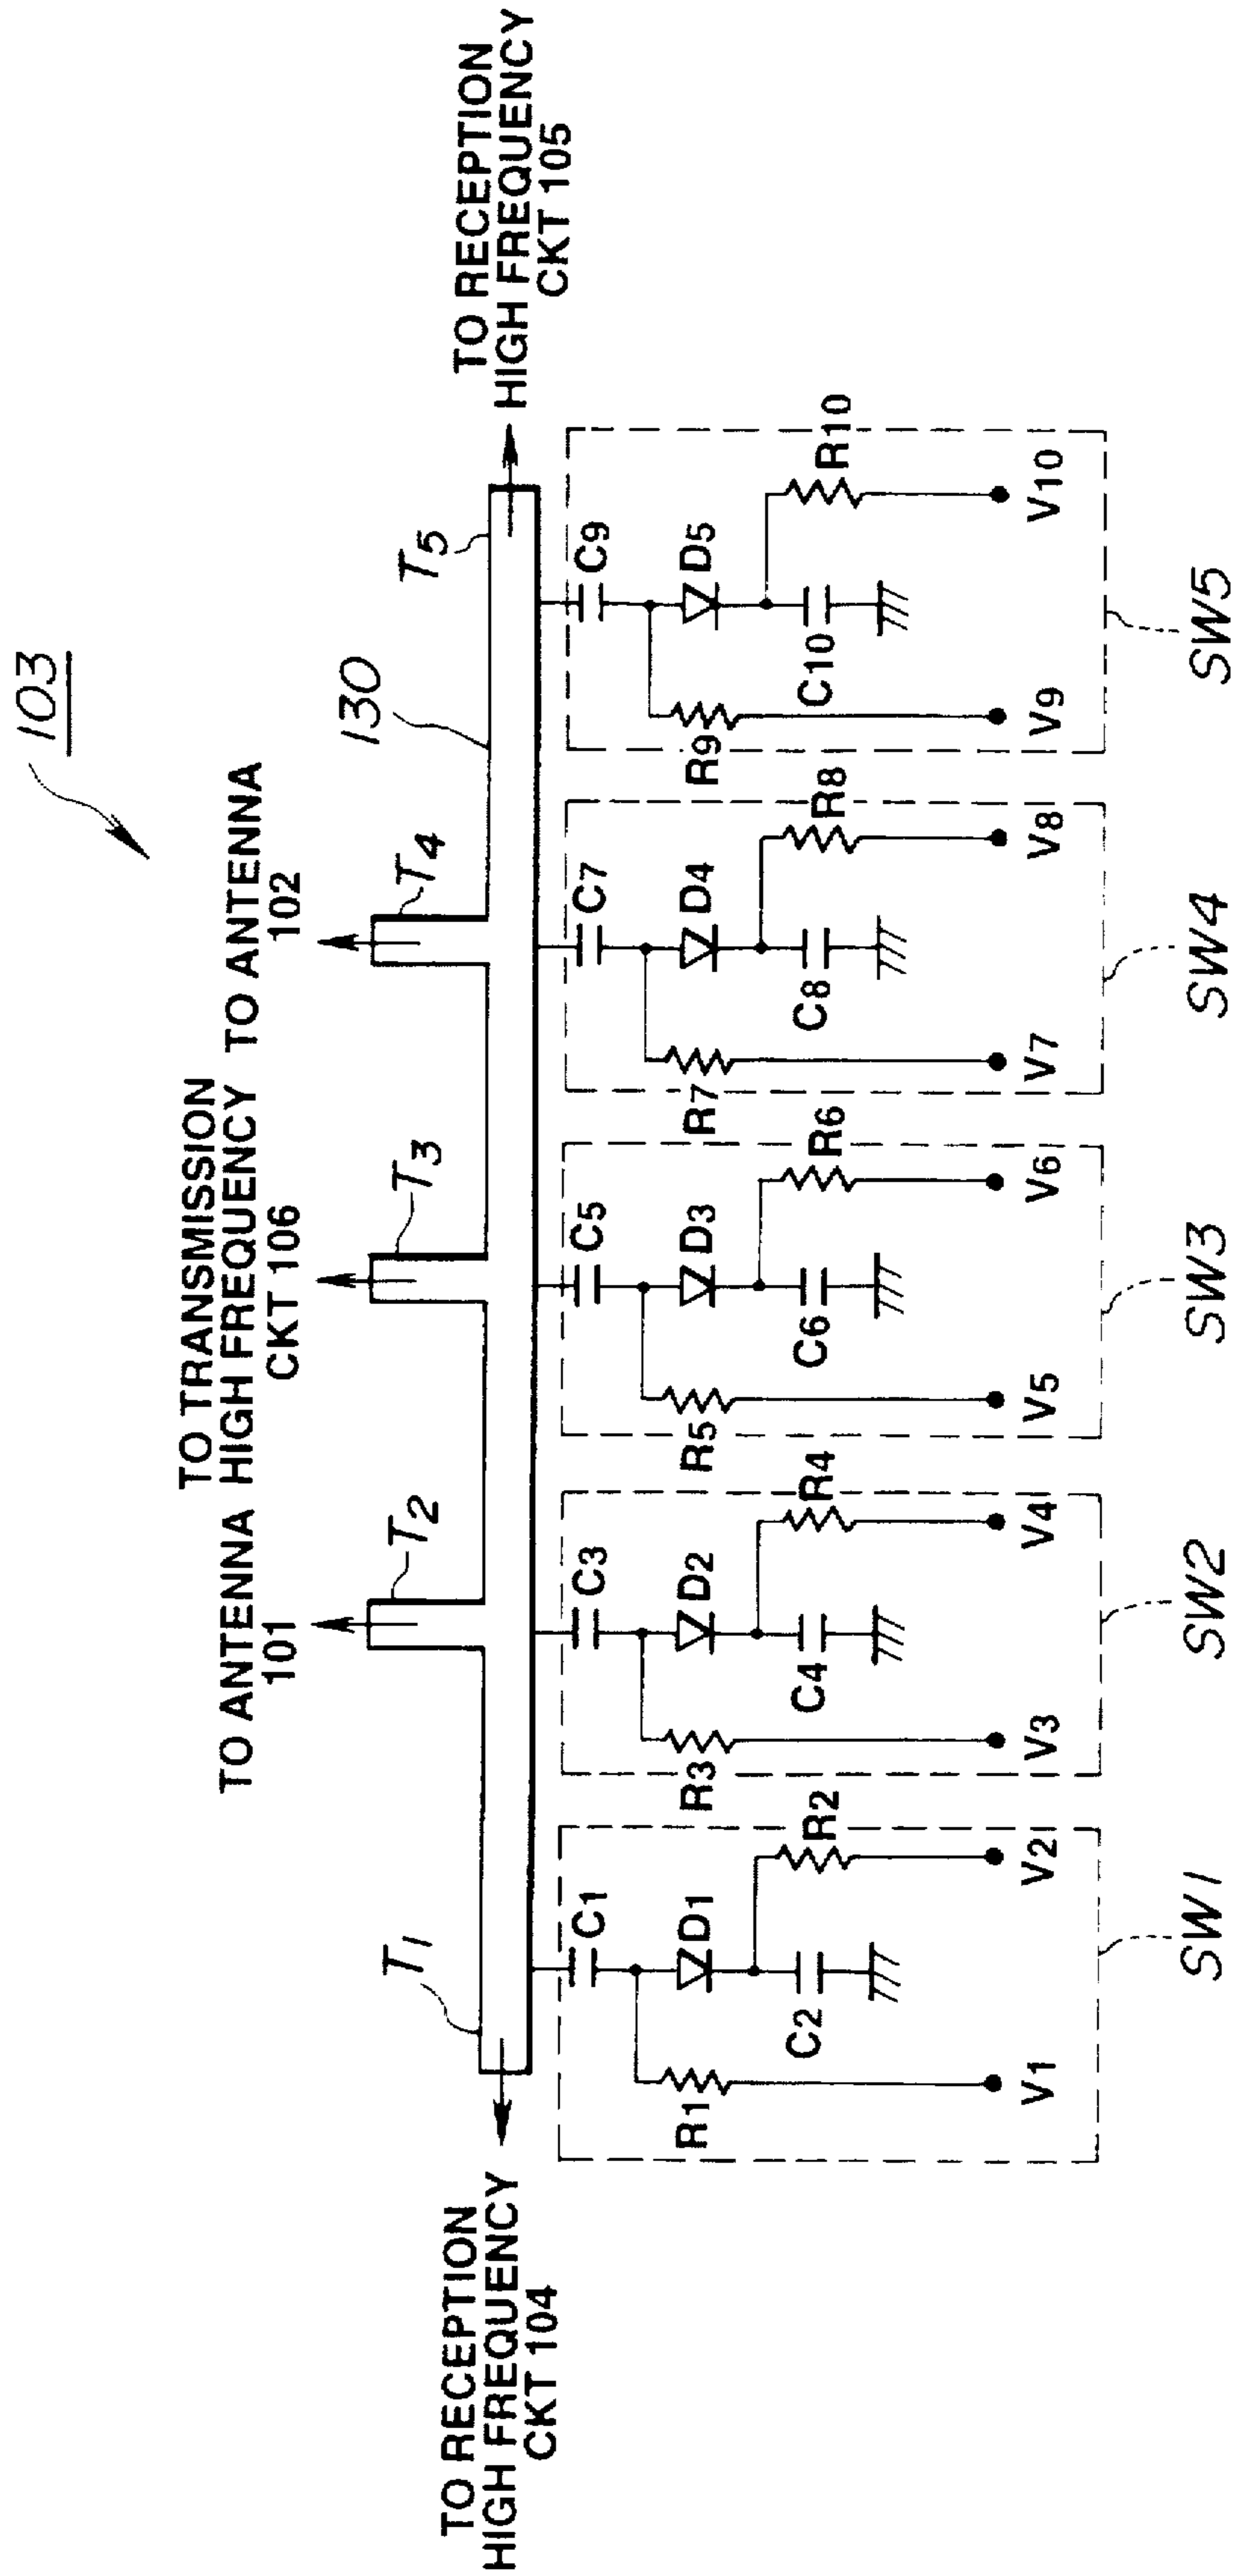 103
TO RECEPTION
HIGH FREQUENCY
CKT 104
TO ANTENNA
101
TO TRANSMISSION
HIGH FREQUENCY
CKT 106
TO ANTENNA
102
TO RECEPTION
HIGH FREQUENCY
CKT 105
T1
T2
T3
T4
130
T5
C1
D1
R1
C2
R2
V1
V2
SW1
C3
D2
R3
C4
R4
V3
V4
SW2
C5
D3
R5
C6
R6
V5
V6
SW3
C7
D4
R7
C8
R8
V7
V8
SW4
C9
D5
R9
C10
R10
V9
V10
SW5